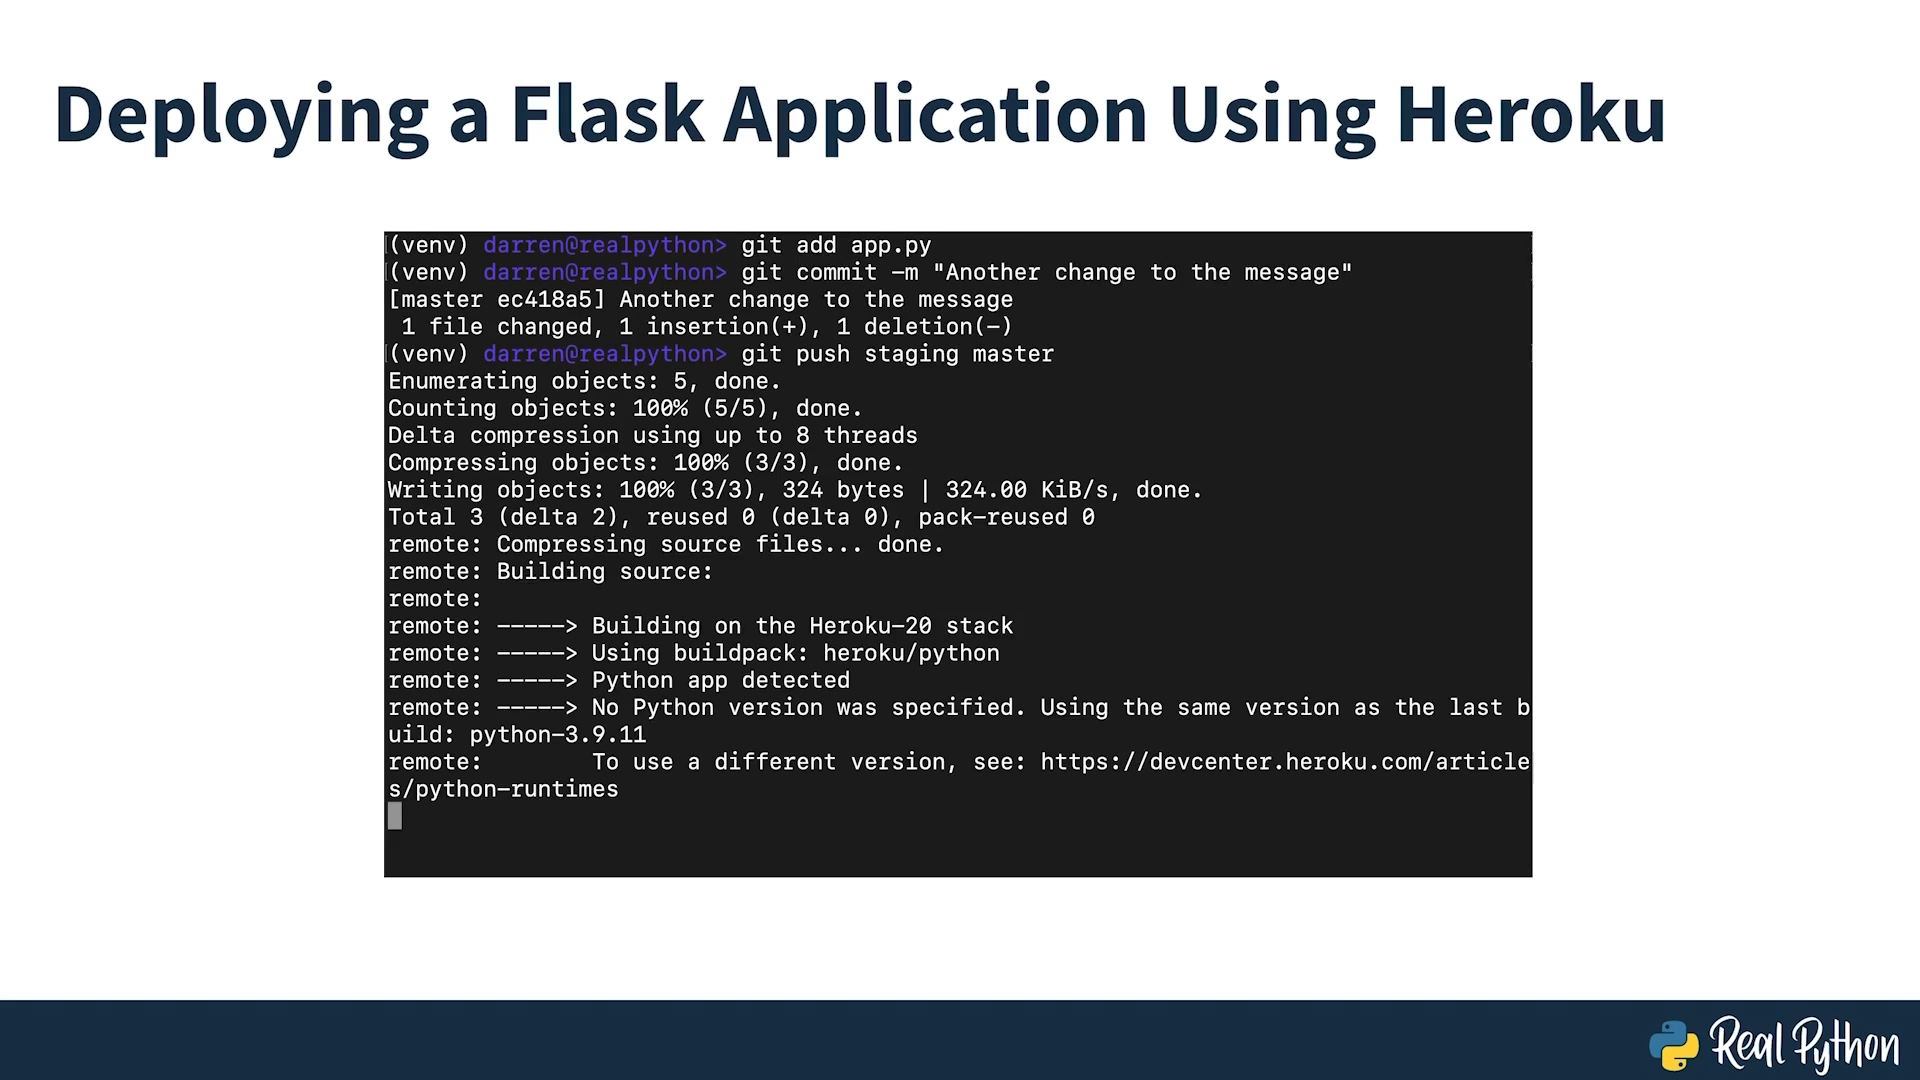 Deploying a Flask Application Using Heroku
(venv) darren@realpython> git add app.py
(venv) darren@realpython> git commit -m "Another change to the message"
[master ec418a5] Another change to the message
 1 file changed, 1 insertion(+), 1 deletion(-)
(venv) darren@realpython> git push staging master
Enumerating objects: 5, done.
Counting objects: 100% (5/5), done.
Delta compression using up to 8 threads
Compressing objects: 100% (3/3), done.
Writing objects: 100% (3/3), 324 bytes | 324.00 KiB/s, done.
Total 3 (delta 2), reused 0 (delta 0), pack-reused 0
remote: Compressing source files... done.
remote: Building source:
remote:
remote: -----> Building on the Heroku-20 stack
remote: -----> Using buildpack: heroku/python
remote: -----> Python app detected
remote: -----> No Python version was specified. Using the same version as the last b
uild: python-3.9.11
remote:        To use a different version, see: https://devcenter.heroku.com/article
s/python-runtimes
Real Python